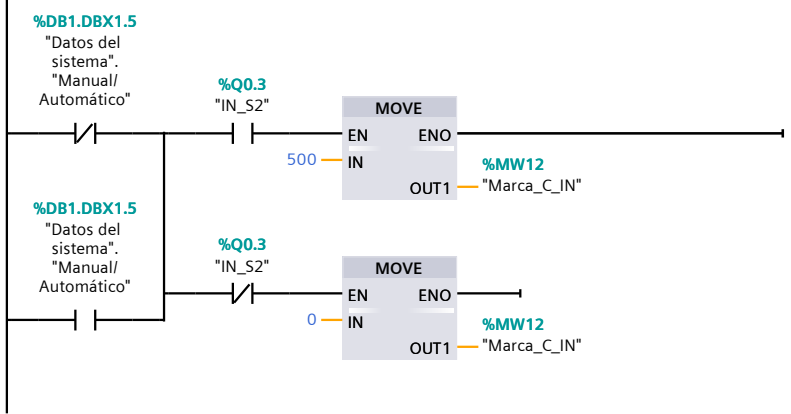 %DB1.DBX1.5
"Datos del
sistema".
"Manual/
Automático"
%Q0.3
"IN_S2"
MOVE
EN ENO
500 IN
%MW12
OUT1 "Marca_C_IN"
%DB1.DBX1.5
"Datos del
sistema".
"Manual/
Automático"
%Q0.3
"IN_S2"
MOVE
EN ENO
0 IN
%MW12
OUT1 "Marca_C_IN"